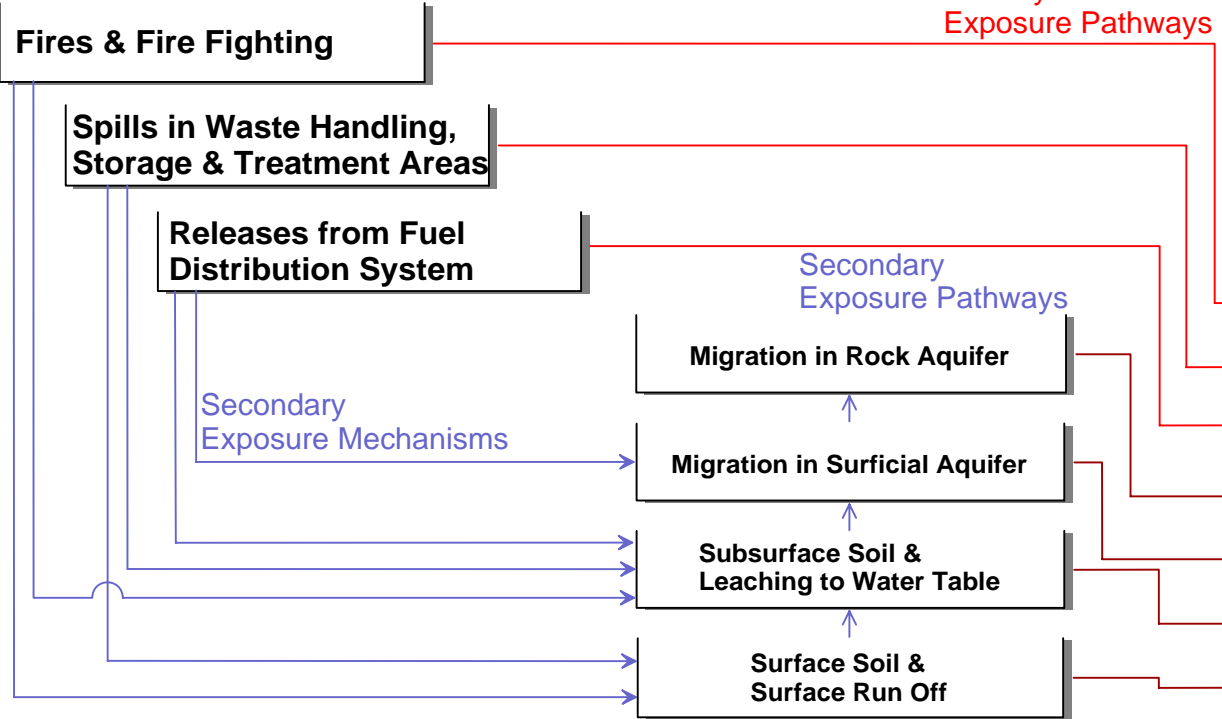 Exposure Pathways
Fires & Fire Fighting
Spills in Waste Handling,
Storage & Treatment Areas
Releases from Fuel
Distribution System
Secondary
Exposure Pathways
Migration in Rock Aquifer
Secondary
Exposure Mechanisms
Migration in Surficial Aquifer
Subsurface Soil &
Leaching to Water Table
Surface Soil &
Surface Run Off